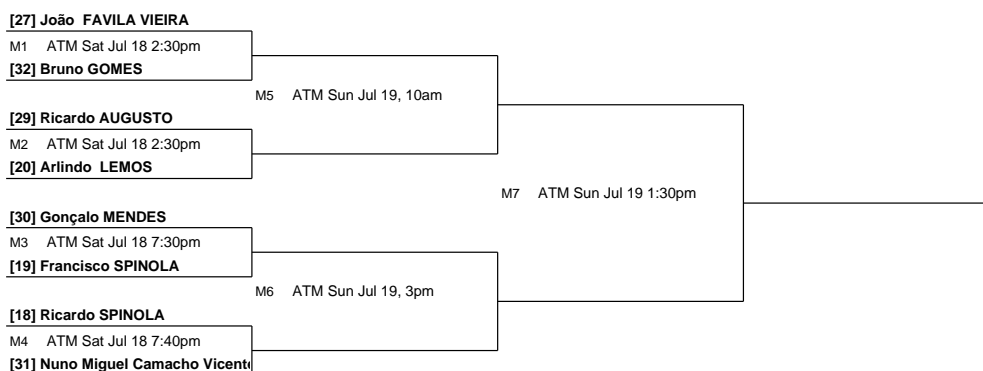 [27] João FAVILA VIEIRA
M1 ATM Sat Jul 18 2:30pm
[32] Bruno GOMES
M5 ATM Sun Jul 19, 10am
[29] Ricardo AUGUSTO
M2 ATM Sat Jul 18 2:30pm
[20] Arlindo LEMOS
M7 ATM Sun Jul 19 1:30pm
[30] Gonçalo MENDES
M3 ATM Sat Jul 18 7:30pm
[19] Francisco SPINOLA
M6 ATM Sun Jul 19, 3pm
[18] Ricardo SPINOLA
M4 ATM Sat Jul 18 7:40pm
[31] Nuno Miguel Camacho Vicente